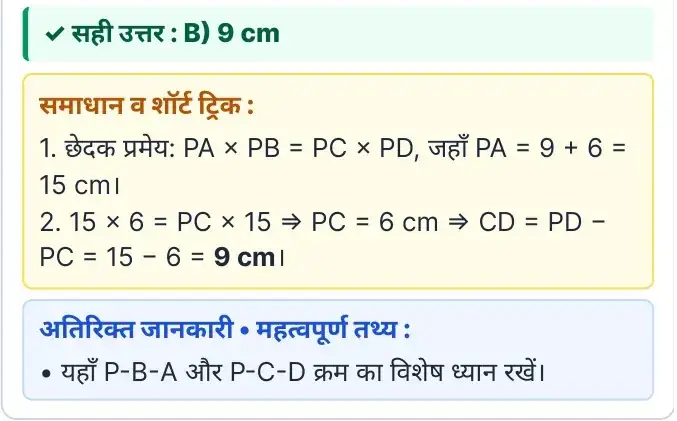 ✓ सही उत्तर : B) 9 cm
समाधान व शॉर्ट ट्रिक :
1. छेदक प्रमेय: PA × PB = PC × PD, जहाँ PA = 9 + 6 =
15 cm।
2. 15 × 6 = PC × 15 ⇒ PC = 6 cm ⇒ CD = PD −
PC = 15 − 6 = 9 cm।
अतिरिक्त जानकारी • महत्वपूर्ण तथ्य :
• यहाँ P-B-A और P-C-D क्रम का विशेष ध्यान रखें।